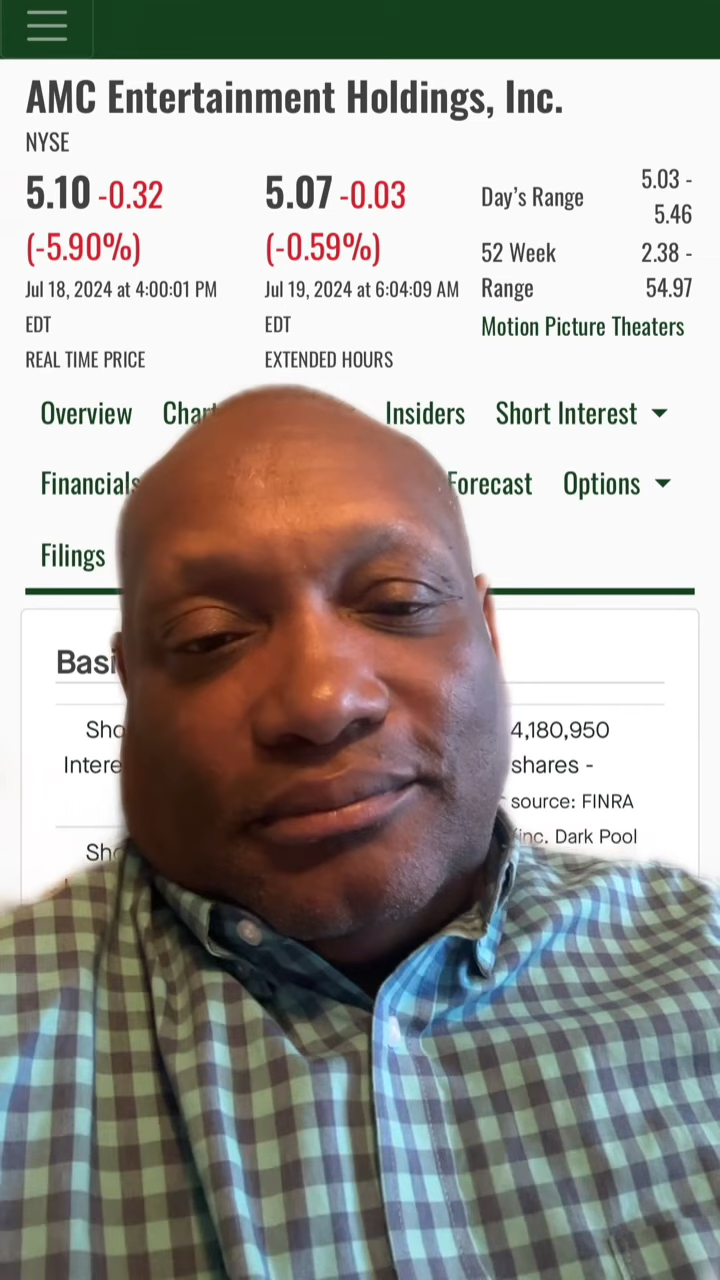 AMC Entertainment Holdings, Inc.
NYSE
5.10 -0.32
(-5.90%)
Jul 18, 2024 at 4:00:01 PM
EDT
REAL TIME PRICE
5.07 -0.03
(-0.59%)
Jul 19, 2024 at 6:04:09 AM
EDT
EXTENDED HOURS
Day's Range 5.03 -
5.46
52 Week 2.38 -
Range 54.97
Motion Picture Theaters
Overview Insiders Short Interest
Financials Forecast Options
Filings
4,180,950
shares -
source: FINRA
inc. Dark Pool